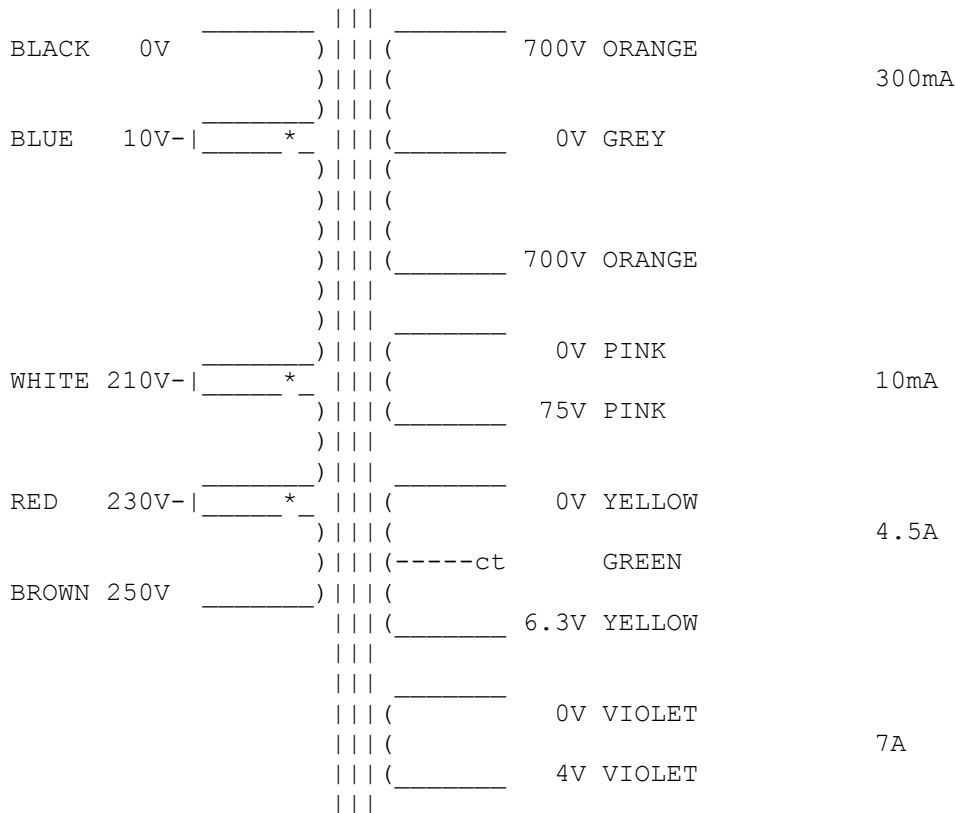 BLACK 0V 700V ORANGE
300mA
BLUE 10V-| * 0V GREY
700V ORANGE
0V PINK
WHITE 210V-| * 10mA
75V PINK
RED 230V-| * 0V YELLOW
4.5A
-----ct GREEN
BROWN 250V
6.3V YELLOW
0V VIOLET
7A
4V VIOLET